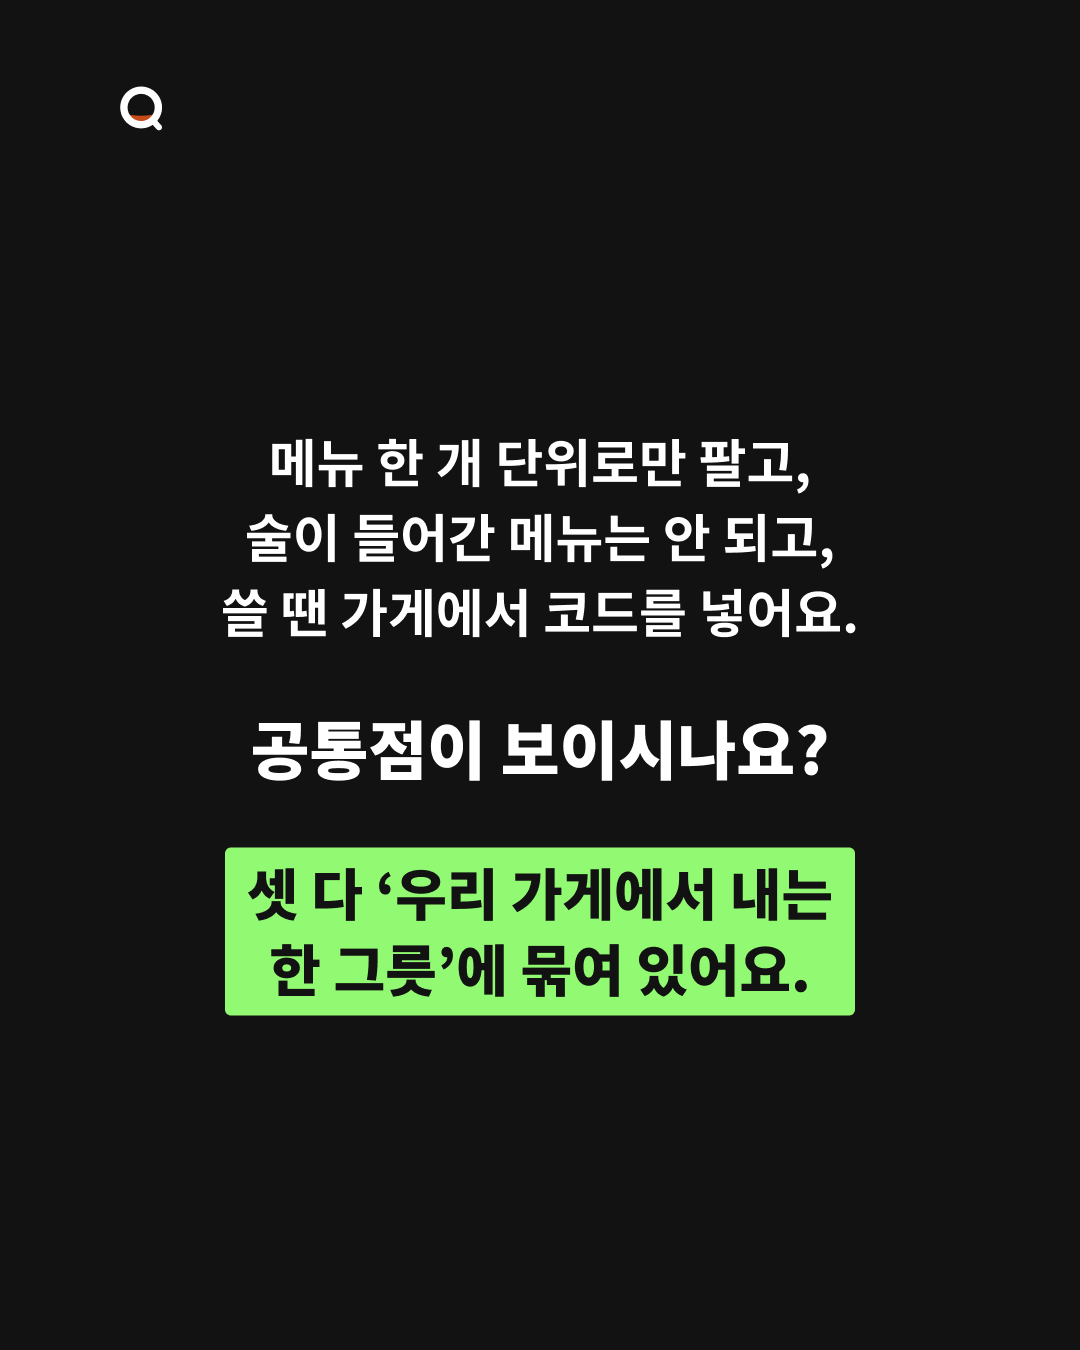 메뉴 한 개 단위로만 팔고,
술이 들어간 메뉴는 안 되고,
쓸 땐 가게에서 코드를 넣어요.
공통점이 보이시나요?
셋 다 ‘우리 가게에서 내는
한 그릇’에 묶여 있어요.